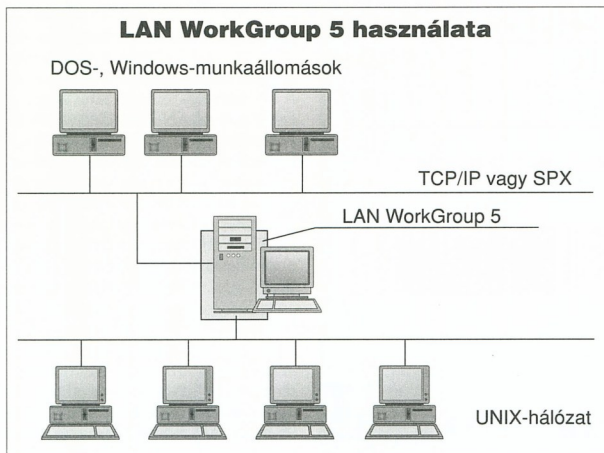 LAN WorkGroup 5 használata
DOS-, Windows-munkaállomások
TCP/IP vagy SPX
LAN WorkGroup 5
UNIX-hálózat